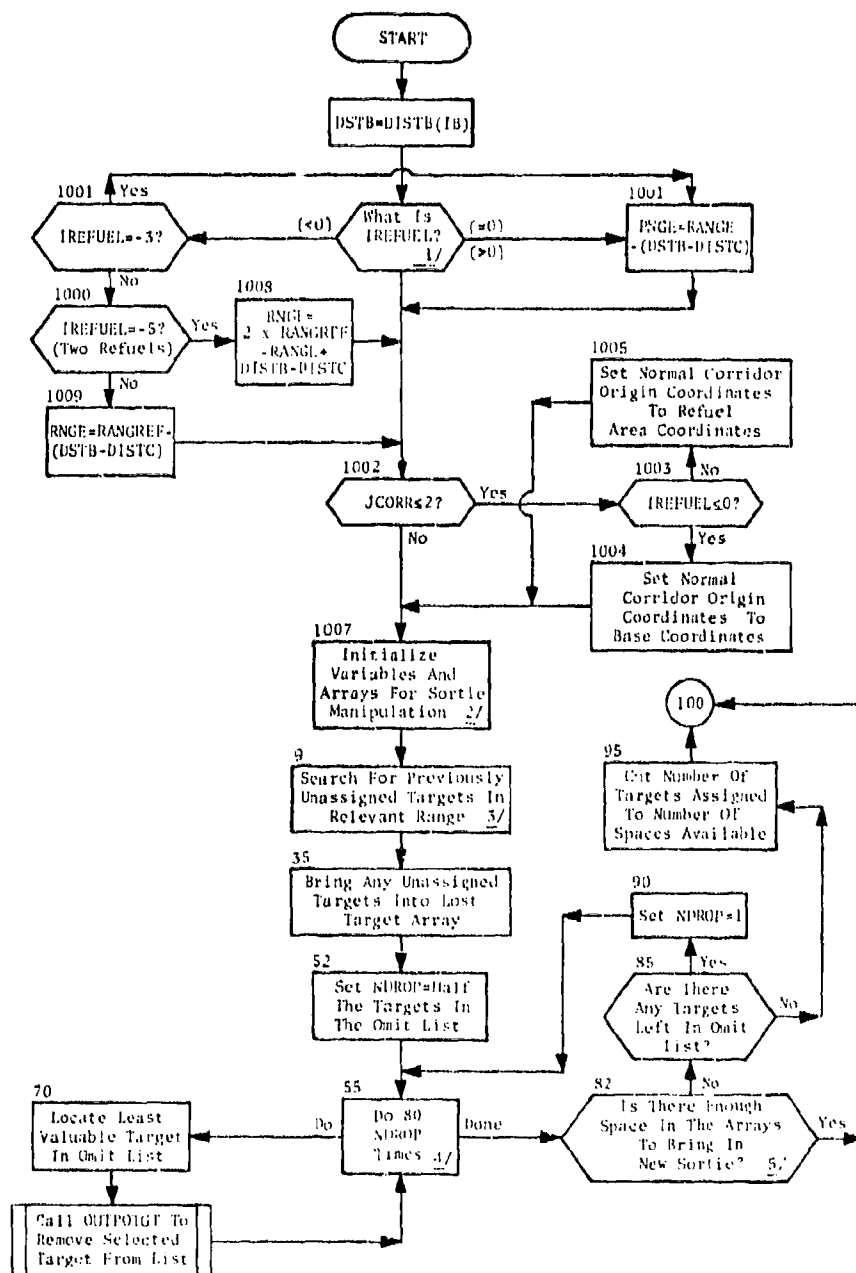 START
DSTB=DISTB(IB)
1001
Yes
IREFUEL=-3?
(<0)
What Is
IREFUEL?
1/
(=0)
(>0)
1001
RNGE=RANGE
-(DSTB-DISTC)
No
1000
IREFUEL=-5?
(Two Refuels)
Yes
1008
RNGE=
2 x RANGREF
-RANGE+
DISTB-DISTC
No
1009
RNGE=RANGREF-
(DSTB-DISTC)
1005
Set Normal Corridor
Origin Coordinates
To Refuel
Area Coordinates
No
1002
JCORR≤2?
Yes
1003
IREFUEL≤0?
No
Yes
1004
Set Normal
Corridor Origin
Coordinates To
Base Coordinates
1007
Initialize
Variables And
Arrays For Sortie
Manipulation 2/
100
9
Search For Previously
Unassigned Targets In
Relevant Range 3/
95
Cut Number Of
Targets Assigned
To Number Of
Spaces Available
35
Bring Any Unassigned
Targets Into Lost
Target Array
90
Set NDROP=1
52
Set NDROP=Half
The Targets In
The Omit List
Yes
85
Are There
Any Targets
Left In Omit
List?
No
70
Locate Least
Valuable Target
In Omit List
Do
55
Do 80
NDROP
Times 4/
Done
No
82
Is There Enough
Space In The Arrays
To Bring In
New Sortie? 5/
Yes
Call
To
Remove Selected
Target From List